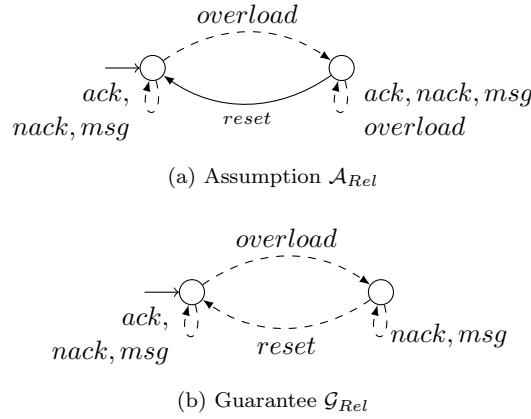 overload
ack,
nack, msg
reset
ack, nack, msg
overload
(a) Assumption 𝒜_Rel
overload
ack,
nack, msg
reset
nack, msg
(b) Guarantee 𝒢_Rel